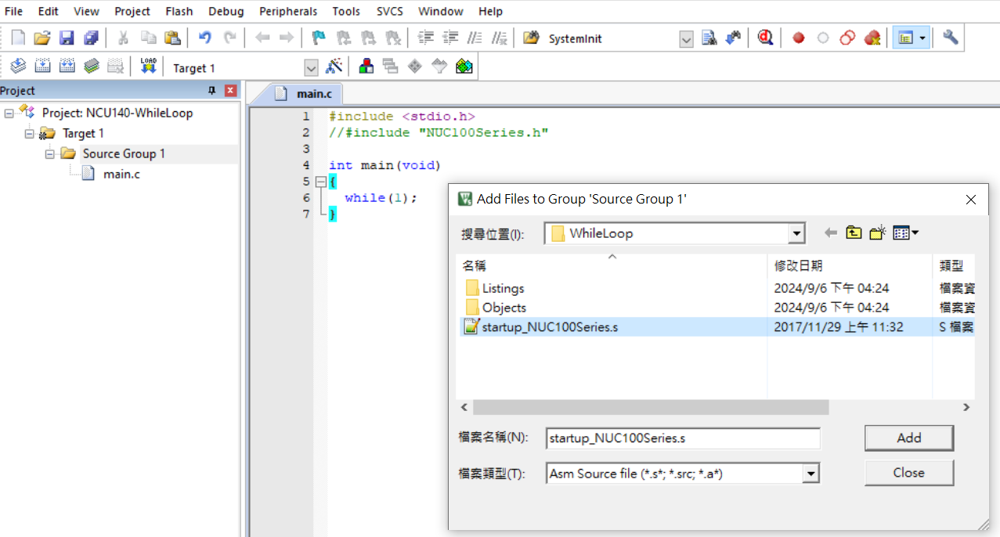 File Edit View Project Flash Debug Peripherals Tools SVCS Window Help
SystemInit
LOAD Target 1
Project
main.c
Project: NCU140-WhileLoop
Target 1
Source Group 1
main.c
1 #include <stdio.h>
2 //#include "NUC100Series.h"
3
4 int main(void)
5 {
6 while(1);
7 }
Add Files to Group 'Source Group 1'
搜尋位置(I): WhileLoop
名稱 修改日期 類型
Listings 2024/9/6 下午 04:24 檔案資
Objects 2024/9/6 下午 04:24 檔案資
startup_NUC100Series.s 2017/11/29 上午 11:32 S 檔案
檔案名稱(N): startup_NUC100Series.s Add
檔案類型(T): Asm Source file (*.s*; *.src; *.a*) Close